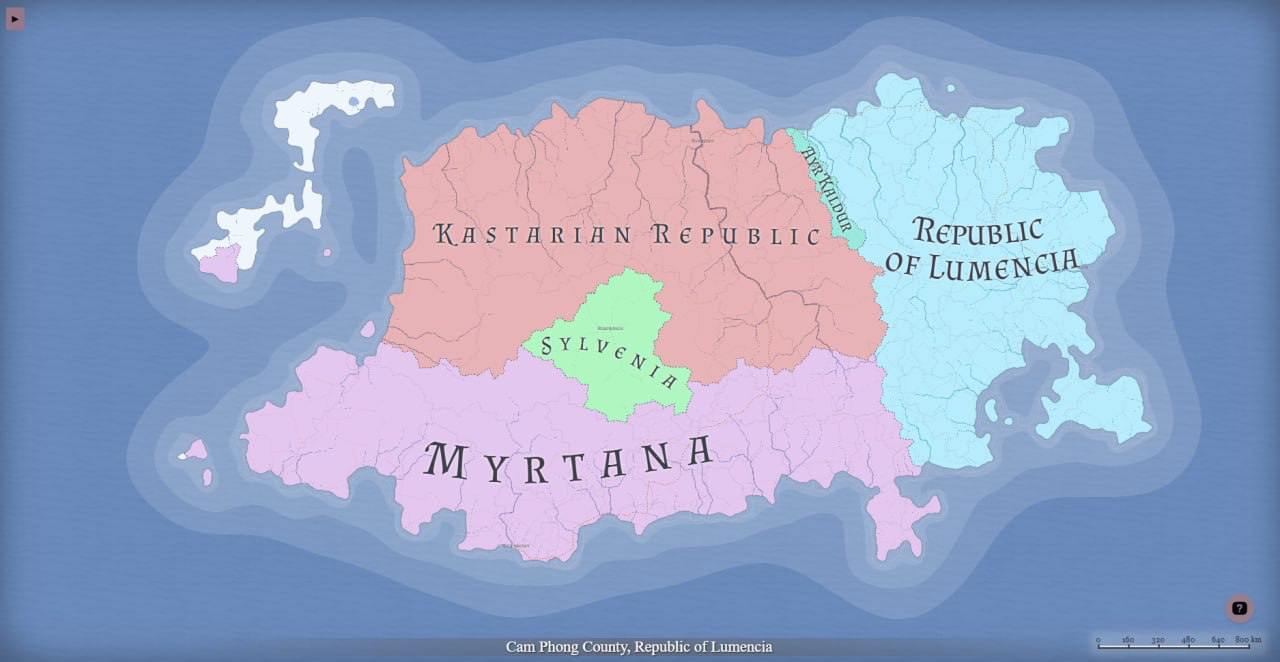 Kastarian Republic
Ayr Kaldur
Republic
of Lumencia
Sylvenia
Myrtana
?
0 160 320 480 640 800 km
Cam Phong County, Republic of Lumencia